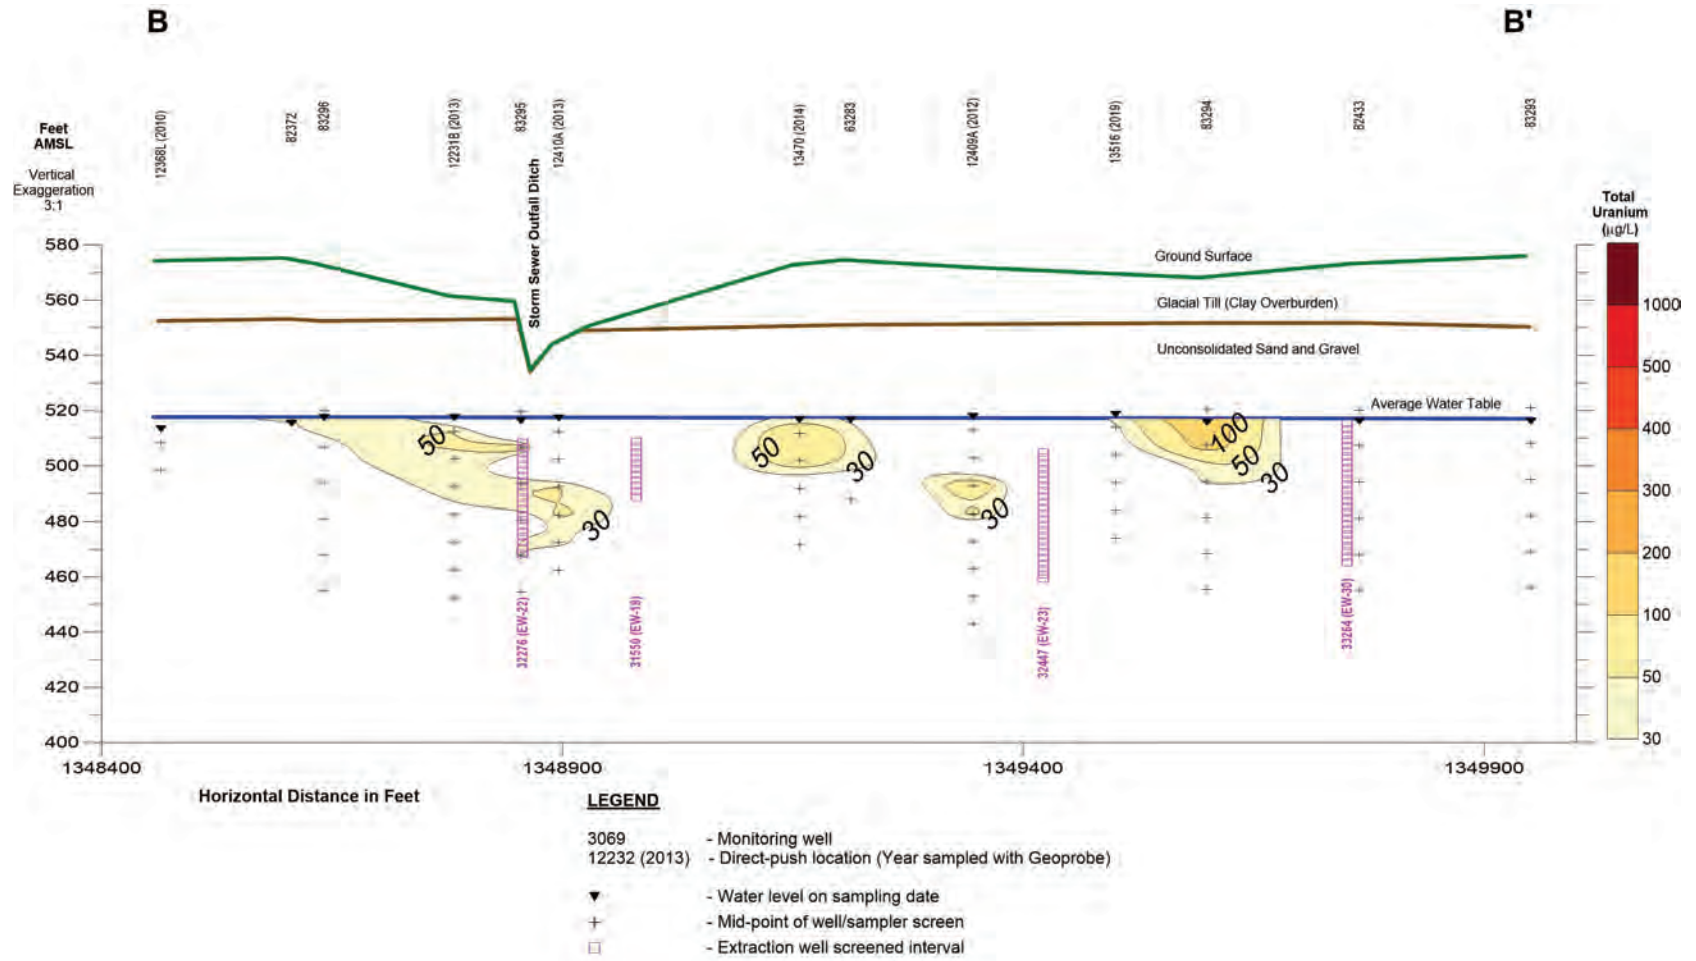 B
B'
12368L (2010)
82372
83296
12231B (2013)
83295
12410A (2013)
13470 (2014)
63283
12409A (2012)
13516 (2019)
83294
82433
83293
Feet
AMSL
Vertical
Exaggeration
3:1
Storm Sewer Outfall Ditch
Total
Uranium
(µg/L)
580
560
540
520
500
480
460
440
420
400
Ground Surface
Glacial Till (Clay Overburden)
Unconsolidated Sand and Gravel
Average Water Table
50
30
50
30
30
100
50
30
32276 (EW-22)
31550 (EW-19)
32447 (EW-23)
33264 (EW-30)
1000
500
400
300
200
100
50
30
1348400
1348900
1349400
1349900
Horizontal Distance in Feet
LEGEND
3069 - Monitoring well
12232 (2013) - Direct-push location (Year sampled with Geoprobe)
- Water level on sampling date
- Mid-point of well/sampler screen
- Extraction well screened interval